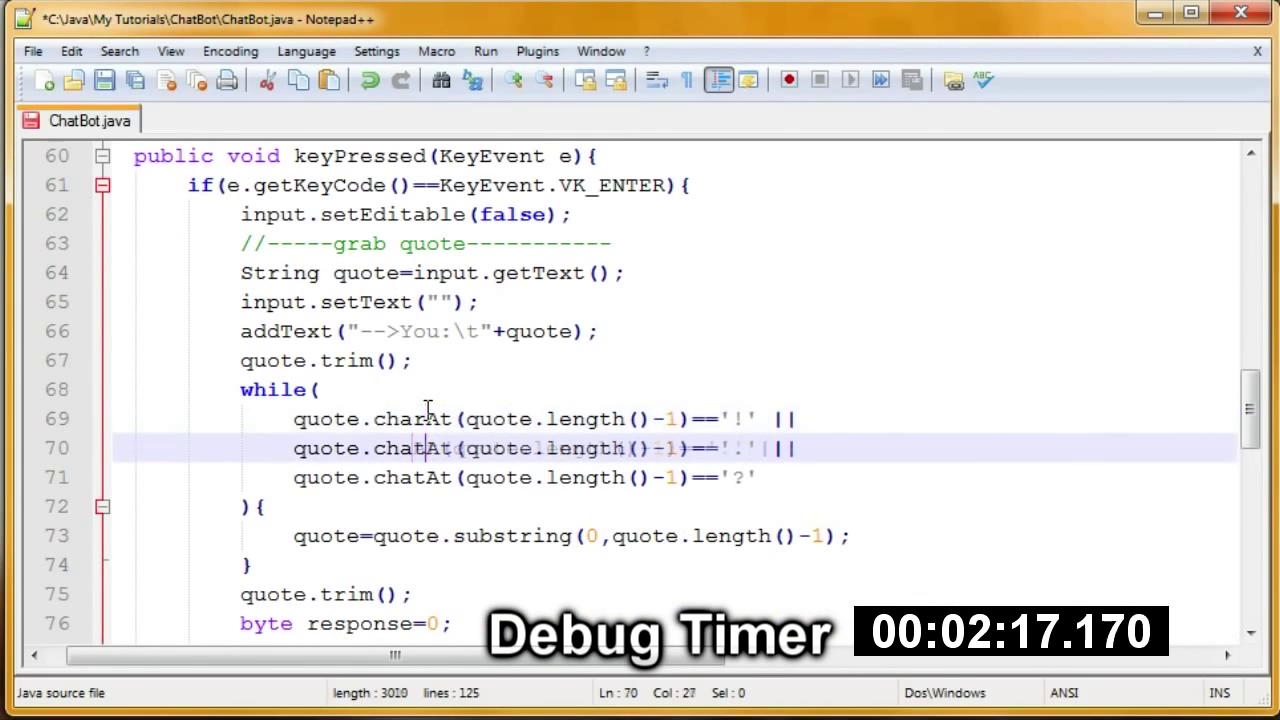 *C:\Java\My Tutorials\ChatBot\ChatBot.java - Notepad++
File Edit Search View Encoding Language Settings Macro Run Plugins Window ? X
ABC
ChatBot.java
60 public void keyPressed(KeyEvent e){
61 if(e.getKeyCode()==KeyEvent.VK_ENTER){
62 input.setEditable(false);
63 //-----grab quote-----------
64 String quote=input.getText();
65 input.setText("");
66 addText("-->You:\t"+quote);
67 quote.trim();
68 while(
69 quote.charAt(quote.length()-1)=='!' ||
70 quote.chatAt(quote.length()-1)=='.' ||
71 quote.chatAt(quote.length()-1)=='?'
72 ){
73 quote=quote.substring(0,quote.length()-1);
74 }
75 quote.trim();
76 byte response=0;
Debug Timer 00:02:17.170
Java source file length : 3010 lines : 125 Ln : 70 Col : 27 Sel : 0 Dos\Windows ANSI INS